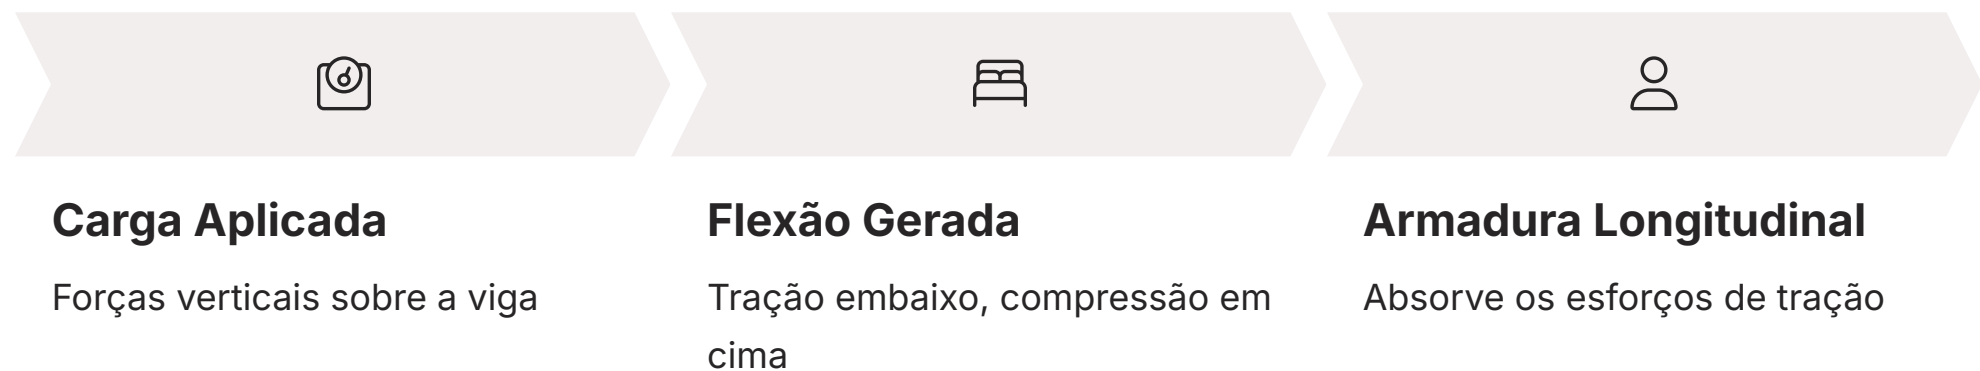 Carga Aplicada
Forças verticais sobre a viga
Flexão Gerada
Tração embaixo, compressão em
cima
Armadura Longitudinal
Absorve os esforços de tração